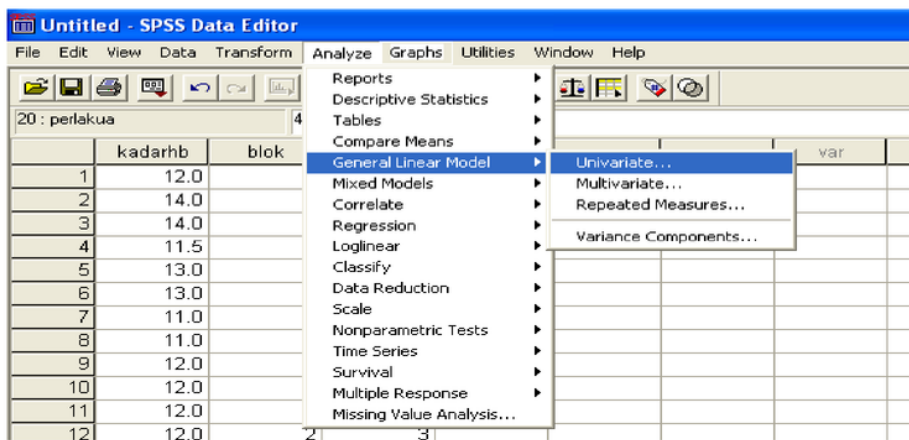 Untitled - SPSS Data Editor
File Edit View Data Transform Analyze Graphs Utilities Window Help
20 : perlakua 4
kadarhb blok var
1 12.0
2 14.0
3 14.0
4 11.5
5 13.0
6 13.0
7 11.0
8 11.0
9 12.0
10 12.0
11 12.0
12 12.0 2 3
Reports
Descriptive Statistics
Tables
Compare Means
General Linear Model
Mixed Models
Correlate
Regression
Loglinear
Classify
Data Reduction
Scale
Nonparametric Tests
Time Series
Survival
Multiple Response
Missing Value Analysis...
Univariate...
Multivariate...
Repeated Measures...
Variance Components...